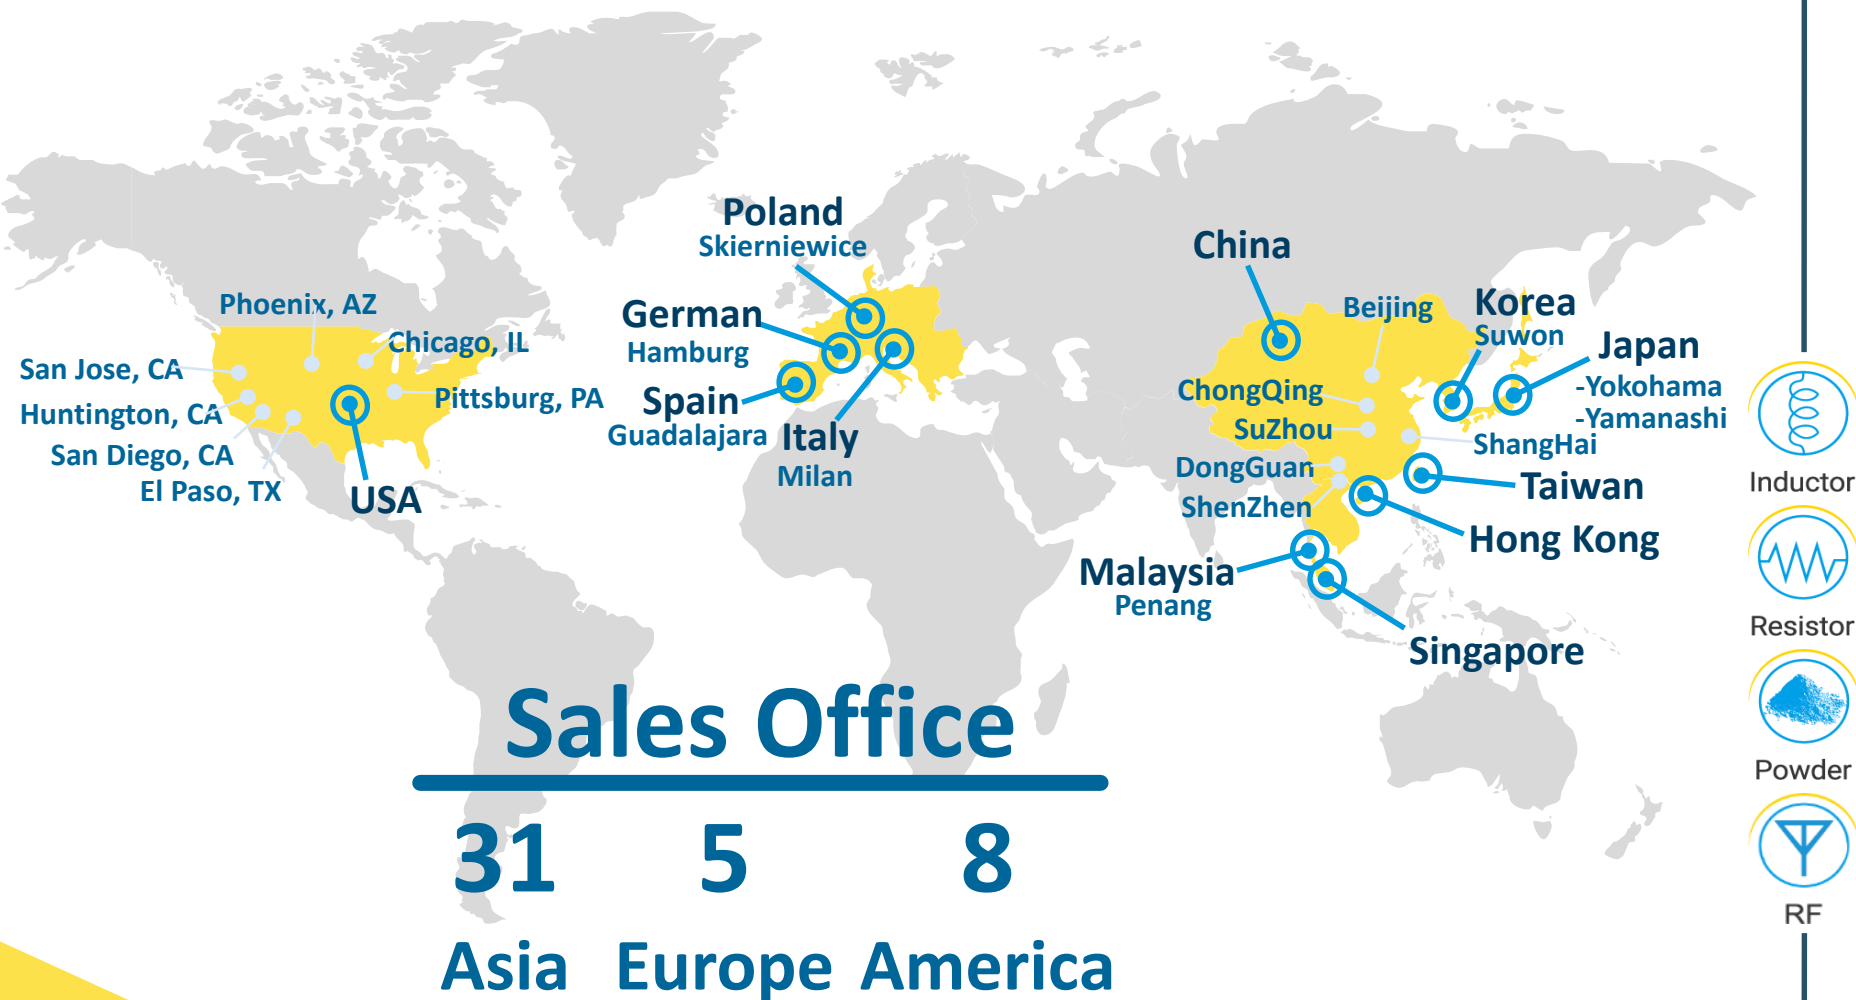 Poland
Skierniewice
German
Hamburg
Spain
Guadalajara
Italy
Milan
Phoenix, AZ
Chicago, IL
San Jose, CA
Huntington, CA
San Diego, CA
El Paso, TX
Pittsburg, PA
USA
China
Beijing
Korea
Suwon
Japan
-Yokohama
-Yamanashi
ChongQing
SuZhou
ShangHai
DongGuan
ShenZhen
Taiwan
Hong Kong
Malaysia
Penang
Singapore
Sales Office
31 5 8
Asia Europe America
Inductor
Resistor
Powder
RF